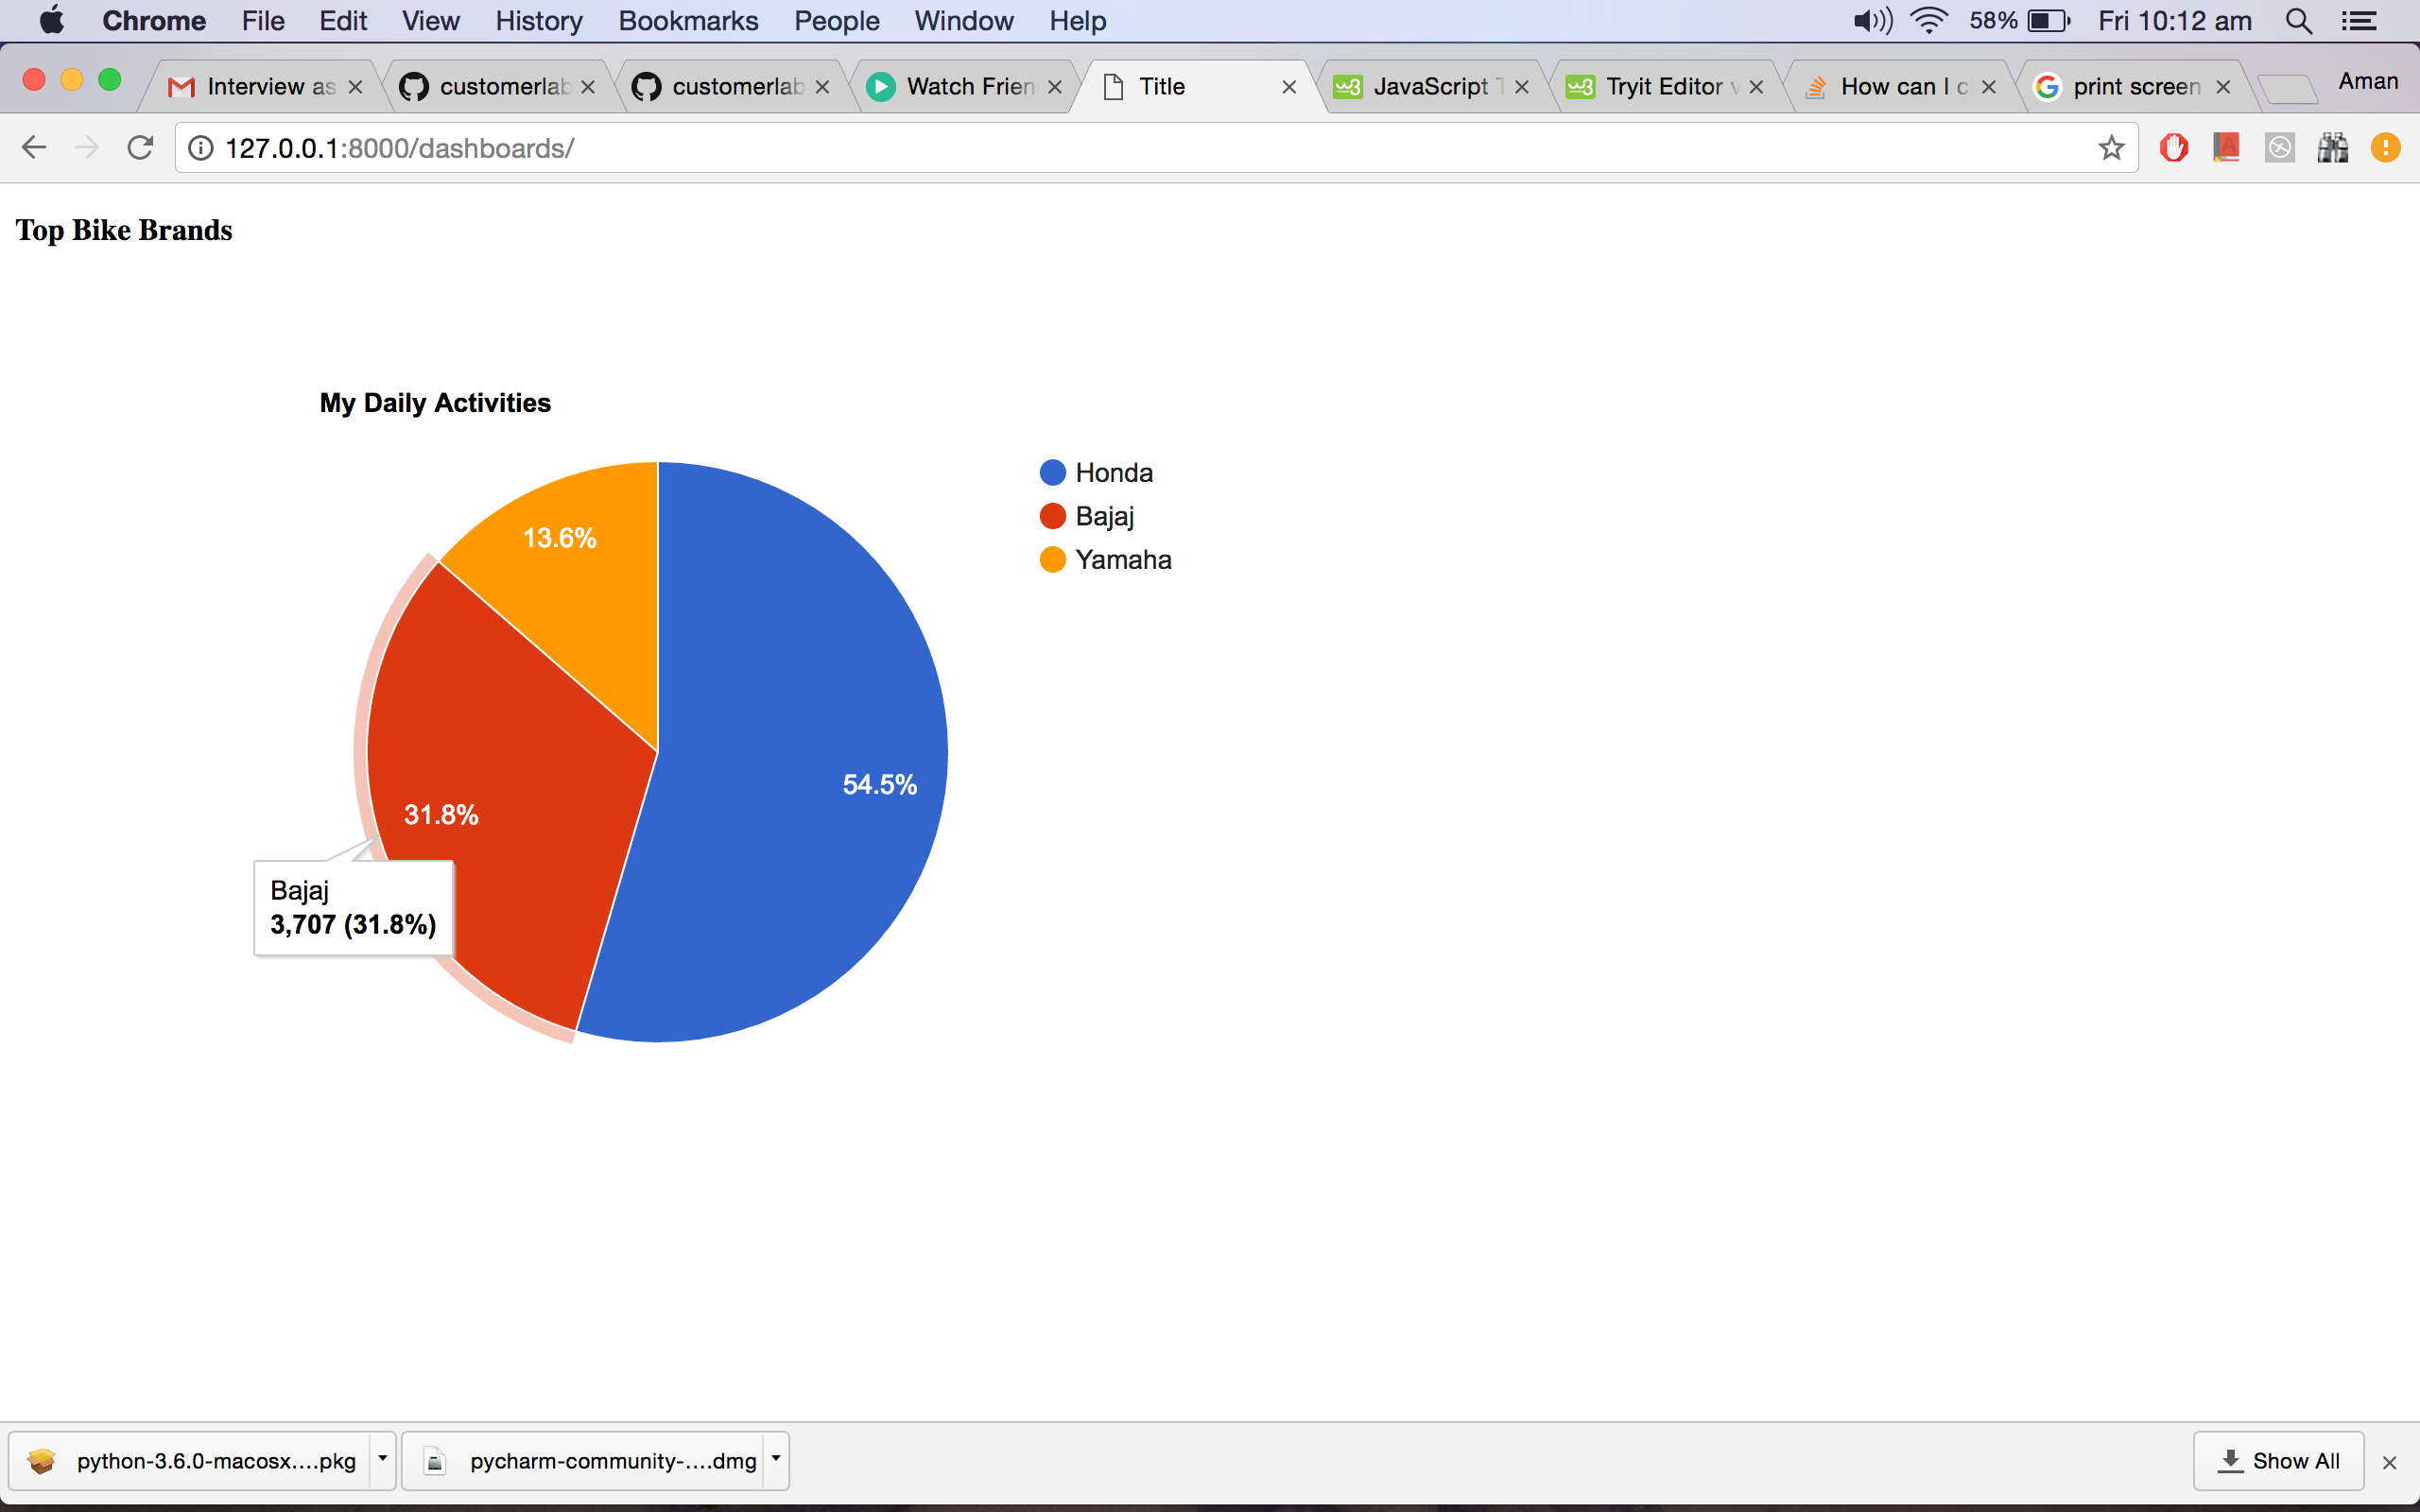 Chrome File Edit View History Bookmarks People Window Help 58% Fri 10:12 am
Interview as customerlab customerlab Watch Frien Title JavaScript Tryit Editor How can I c print screen Aman
127.0.0.1:8000/dashboards/
Top Bike Brands
My Daily Activities
Honda
Bajaj
Yamaha
13.6%
54.5%
31.8%
Bajaj
3,707 (31.8%)
python-3.6.0-macosx....pkg pycharm-community-....dmg Show All